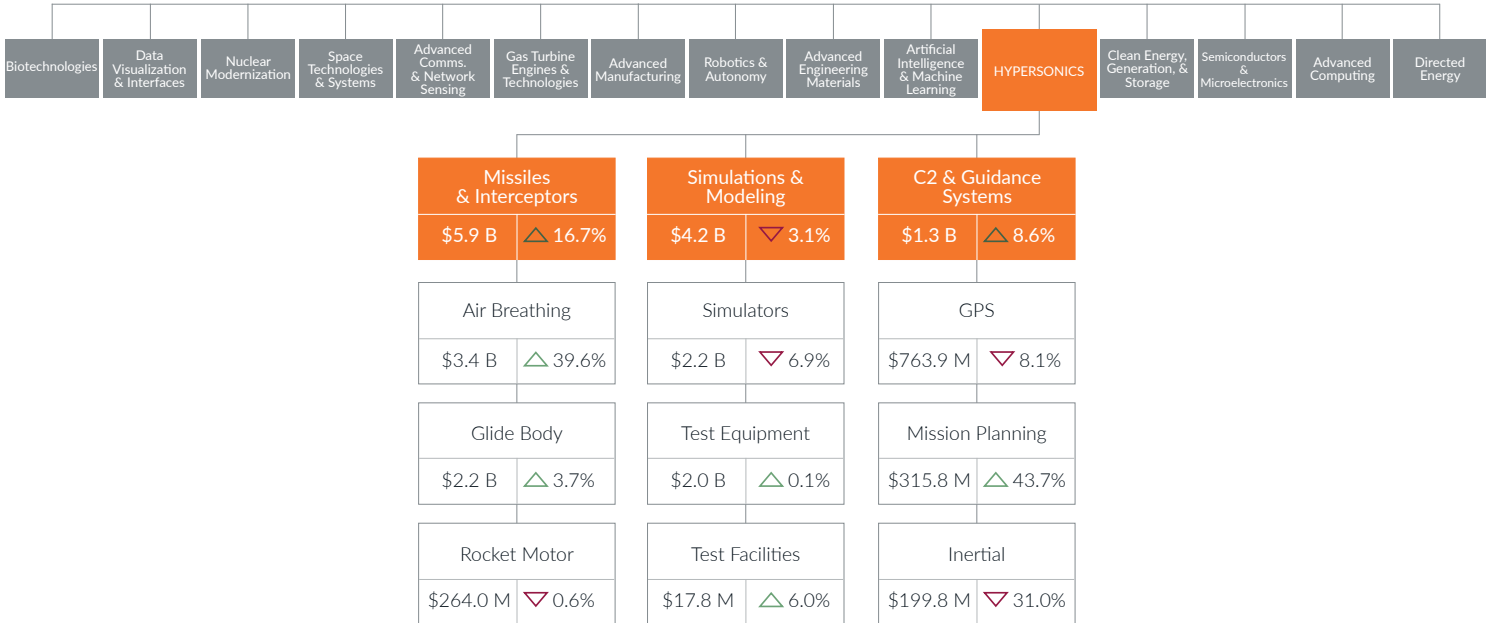 Biotechnologies
Data
Visualization
& Interfaces
Nuclear
Modernization
Space
Technologies
& Systems
Advanced
Comms.
& Network
Sensing
Gas Turbine
Engines &
Technologies
Advanced
Manufacturing
Robotics &
Autonomy
Advanced
Engineering
Materials
Artificial
Intelligence
& Machine
Learning
HYPERSONICS
Clean Energy,
Generation, &
Storage
Semiconductors
&
Microelectronics
Advanced
Computing
Directed
Energy
Missiles
& Interceptors
$5.9 B
16.7%
Air Breathing
$3.4 B
39.6%
Glide Body
$2.2 B
3.7%
Rocket Motor
$264.0 M
0.6%
Simulations &
Modeling
$4.2 B
3.1%
Simulators
$2.2 B
6.9%
Test Equipment
$2.0 B
0.1%
Test Facilities
$17.8 M
6.0%
C2 & Guidance
Systems
$1.3 B
8.6%
GPS
$763.9 M
8.1%
Mission Planning
$315.8 M
43.7%
Inertial
$199.8 M
31.0%